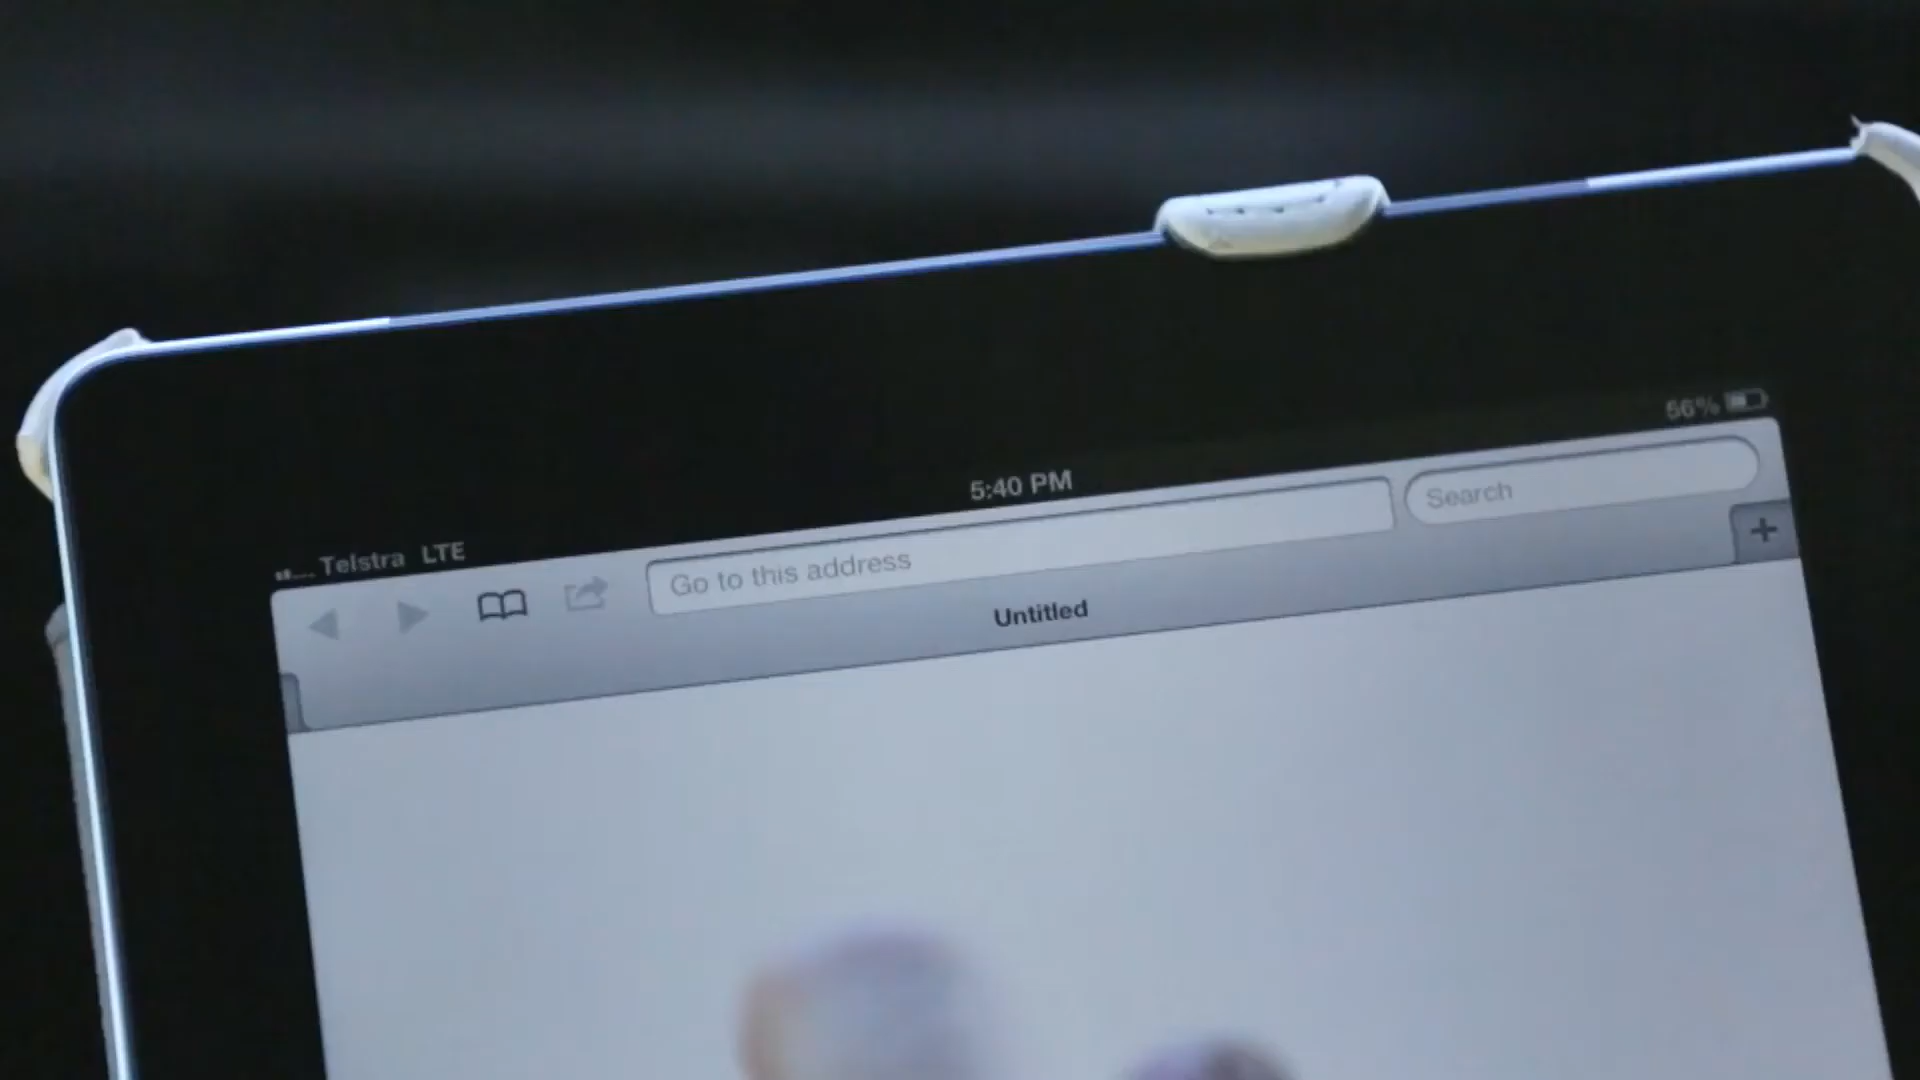 56%
5:40 PM
Telstra LTE
Go to this address
Search
Untitled